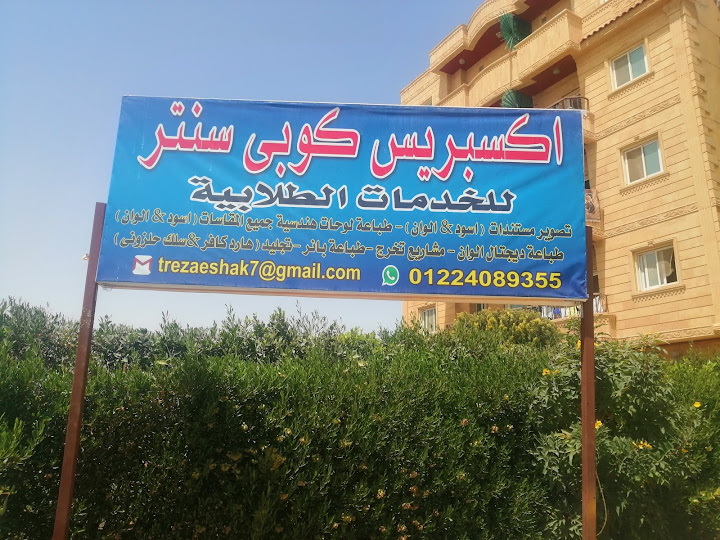 اكسبريس كوبى سنتر
للخدمات الطلابية
تصوير مستندات ( اسود & الوان ) - طباعة لوحات هندسية جميع المقاسات ( اسود & الوان )
طباعة ديجتال الوان - مشاريع تخرج - طباعة بانر - تجليد ( هارد كافر & سلك حلزونى )
trezaeshak7@gmail.com 01224089355